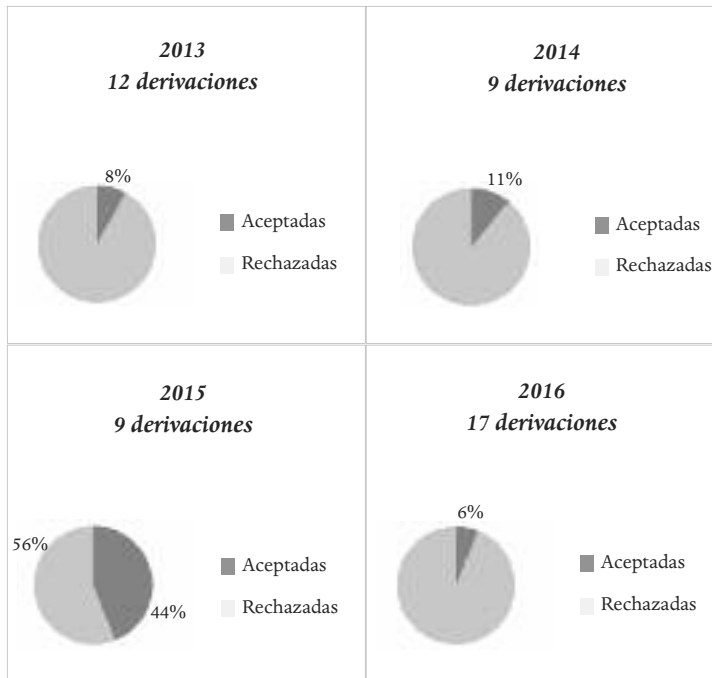 2013
12 derivaciones
8%
Aceptadas
Rechazadas
2014
9 derivaciones
11%
Aceptadas
Rechazadas
2015
9 derivaciones
56%
44%
Aceptadas
Rechazadas
2016
17 derivaciones
6%
Aceptadas
Rechazadas